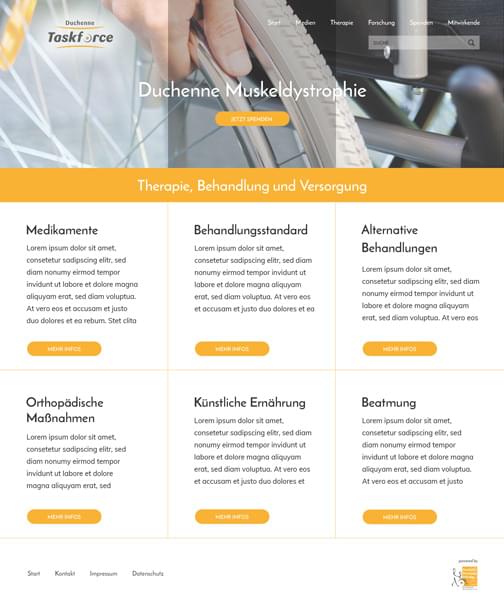 Duchenne
Taskforce
Start Medien Therapie Forschung Spenden Mitwirkende
SUCHE
Duchenne Muskeldystrophie
JETZT SPENDEN
Therapie, Behandlung und Versorgung
Medikamente
Lorem ipsum dolor sit amet,
consetetur sadipscing elitr, sed
diam nonumy eirmod tempor
invidunt ut labore et dolore magna
aliquyam erat, sed diam voluptua.
At vero eos et accusam et justo
duo dolores et ea rebum. Stet clita
MEHR INFOS
Behandlungsstandard
Lorem ipsum dolor sit amet,
consetetur sadipscing elitr, sed diam
nonumy eirmod tempor invidunt ut
labore et dolore magna aliquyam
erat, sed diam voluptua. At vero eos
et accusam et justo duo dolores et ea
MEHR INFOS
Alternative
Behandlungen
Lorem ipsum dolor sit amet,
consetetur sadipscing elitr, sed diam
nonumy eirmod tempor invidunt ut
labore et dolore magna aliquyam
erat, sed diam voluptua. At vero eos
MEHR INFOS
Orthopädische
Maßnahmen
Lorem ipsum dolor sit amet,
consetetur sadipscing elitr, sed
diam nonumy eirmod tempor
invidunt ut labore et dolore
magna aliquyam erat, sed
MEHR INFOS
Künstliche Ernährung
Lorem ipsum dolor sit amet,
consetetur sadipscing elitr, sed diam
nonumy eirmod tempor invidunt ut
labore et dolore magna aliquyam
erat, sed diam voluptua. At vero eos
et accusam et justo duo dolores et
MEHR INFOS
Beatmung
Lorem ipsum dolor sit amet,
consetetur sadipscing elitr, sed
diam nonumy eirmod tempor
invidunt ut labore et dolore magna
aliquyam erat, sed diam voluptua.
At vero eos et accusam et justo
MEHR INFOS
Start Kontakt Impressum Datenschutz
powered by